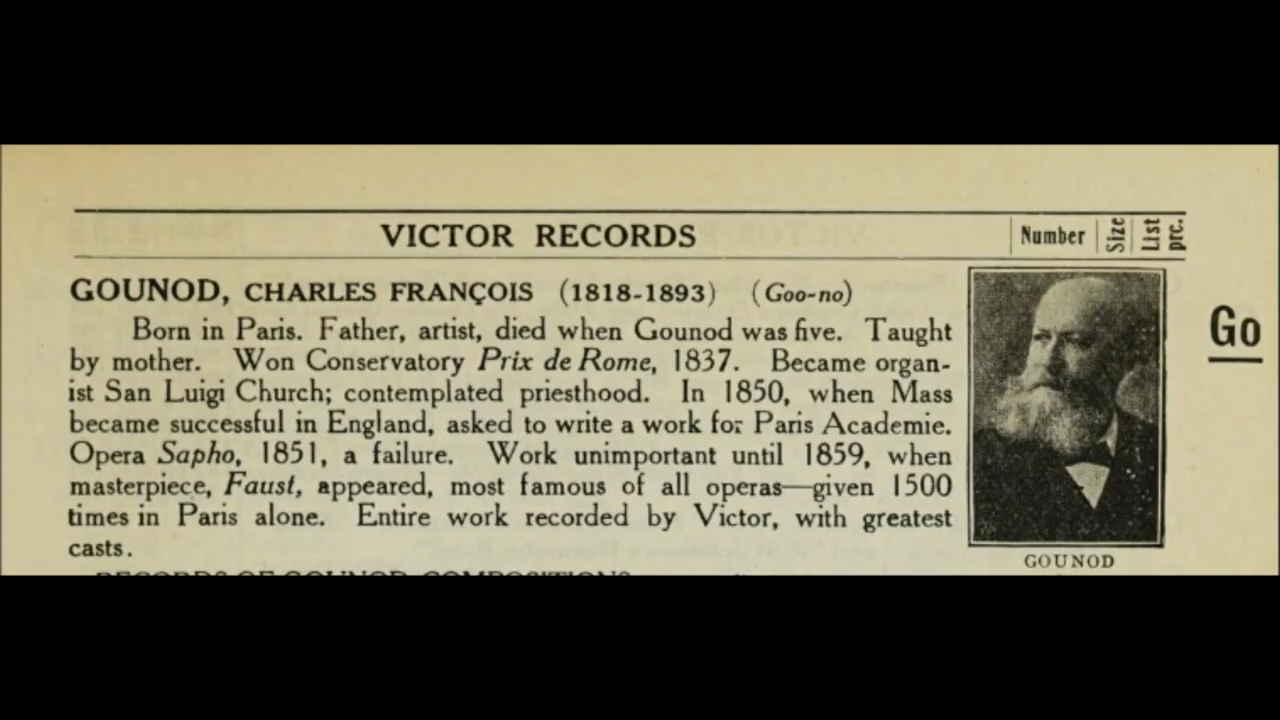 VICTOR RECORDS
Number Size List prc.
GOUNOD, CHARLES FRANÇOIS (1818-1893) (Goo-no)
Born in Paris. Father, artist, died when Gounod was five. Taught
by mother. Won Conservatory Prix de Rome, 1837. Became organ-
ist San Luigi Church; contemplated priesthood. In 1850, when Mass
became successful in England, asked to write a work for Paris Academie.
Opera Sapho, 1851, a failure. Work unimportant until 1859, when
masterpiece, Faust, appeared, most famous of all operas—given 1500
times in Paris alone. Entire work recorded by Victor, with greatest
casts.
RECORDS OF GOUNOD COMPOSITIONS
GOUNOD
Go